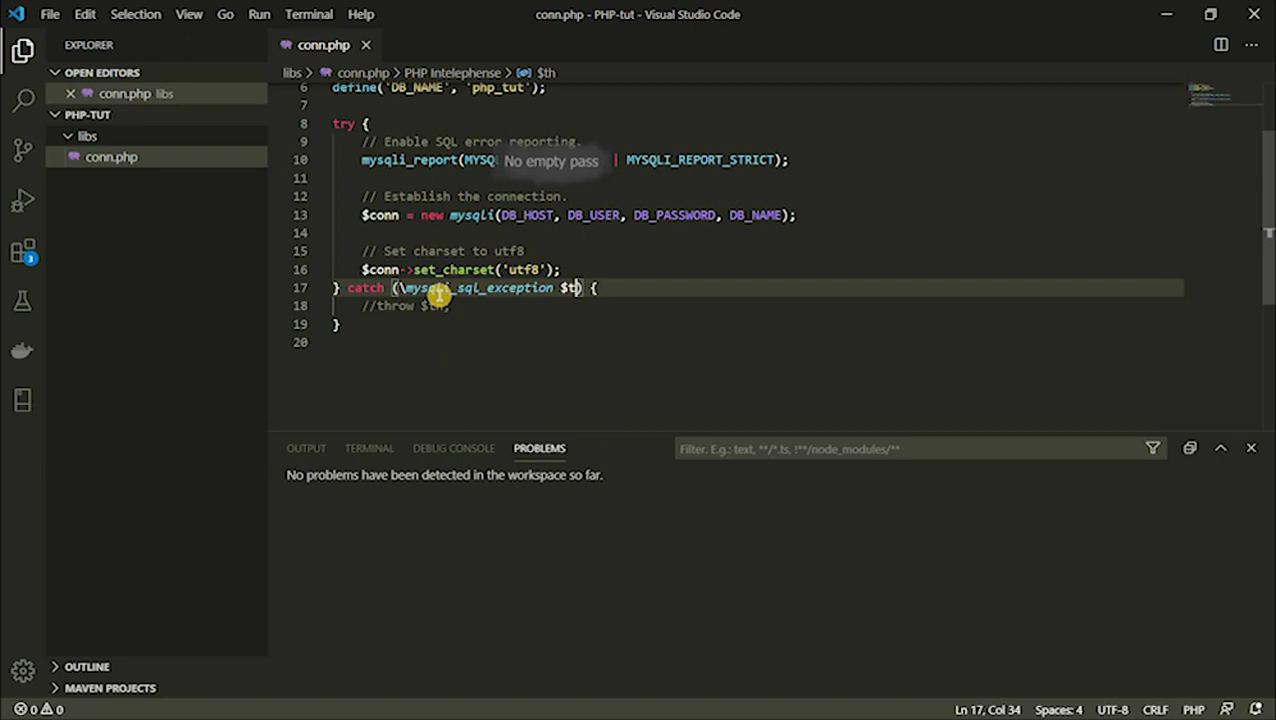 File Edit Selection View Go Run Terminal Help
conn.php - PHP-tut - Visual Studio Code
EXPLORER
OPEN EDITORS
conn.php libs
PHP-TUT
libs
conn.php
3
OUTLINE
MAVEN PROJECTS
conn.php
libs > conn.php > PHP Intelephense > $th
6 define('DB_NAME', 'php_tut');
7
8 try {
9 // Enable SQL error reporting.
10 mysqli_report( | MYSQLI_REPORT_STRICT);
No empty pass
11
12 // Establish the connection.
13 $conn = new mysqli(DB_HOST, DB_USER, DB_PASSWORD, DB_NAME);
14
15 // Set charset to utf8
16 $conn->set_charset('utf8');
17 } catch (\mysqli_sql_exception $t) {
18 //throw $th;
19 }
20
OUTPUT TERMINAL DEBUG CONSOLE PROBLEMS
Filter. E.g.: text, **/*.ts, !**/node_modules/**
No problems have been detected in the workspace so far.
0 0
Ln 17, Col 34 Spaces: 4 UTF-8 CRLF PHP